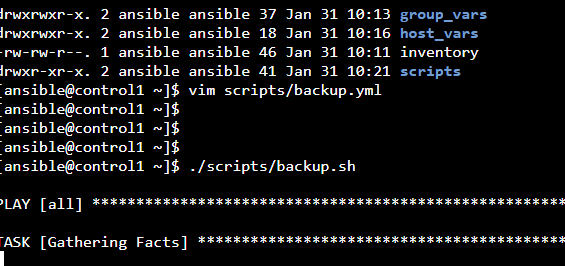 drwxrwxr-x. 2 ansible ansible 37 Jan 31 10:13 group_vars
drwxrwxr-x. 2 ansible ansible 18 Jan 31 10:16 host_vars
-rw-rw-r--. 1 ansible ansible 46 Jan 31 10:11 inventory
drwxr-xr-x. 2 ansible ansible 41 Jan 31 10:21 scripts
[ansible@control1 ~]$ vim scripts/backup.yml
[ansible@control1 ~]$
[ansible@control1 ~]$
[ansible@control1 ~]$ ./scripts/backup.sh
PLAY [all] ******************************************************
TASK [Gathering Facts] ******************************************